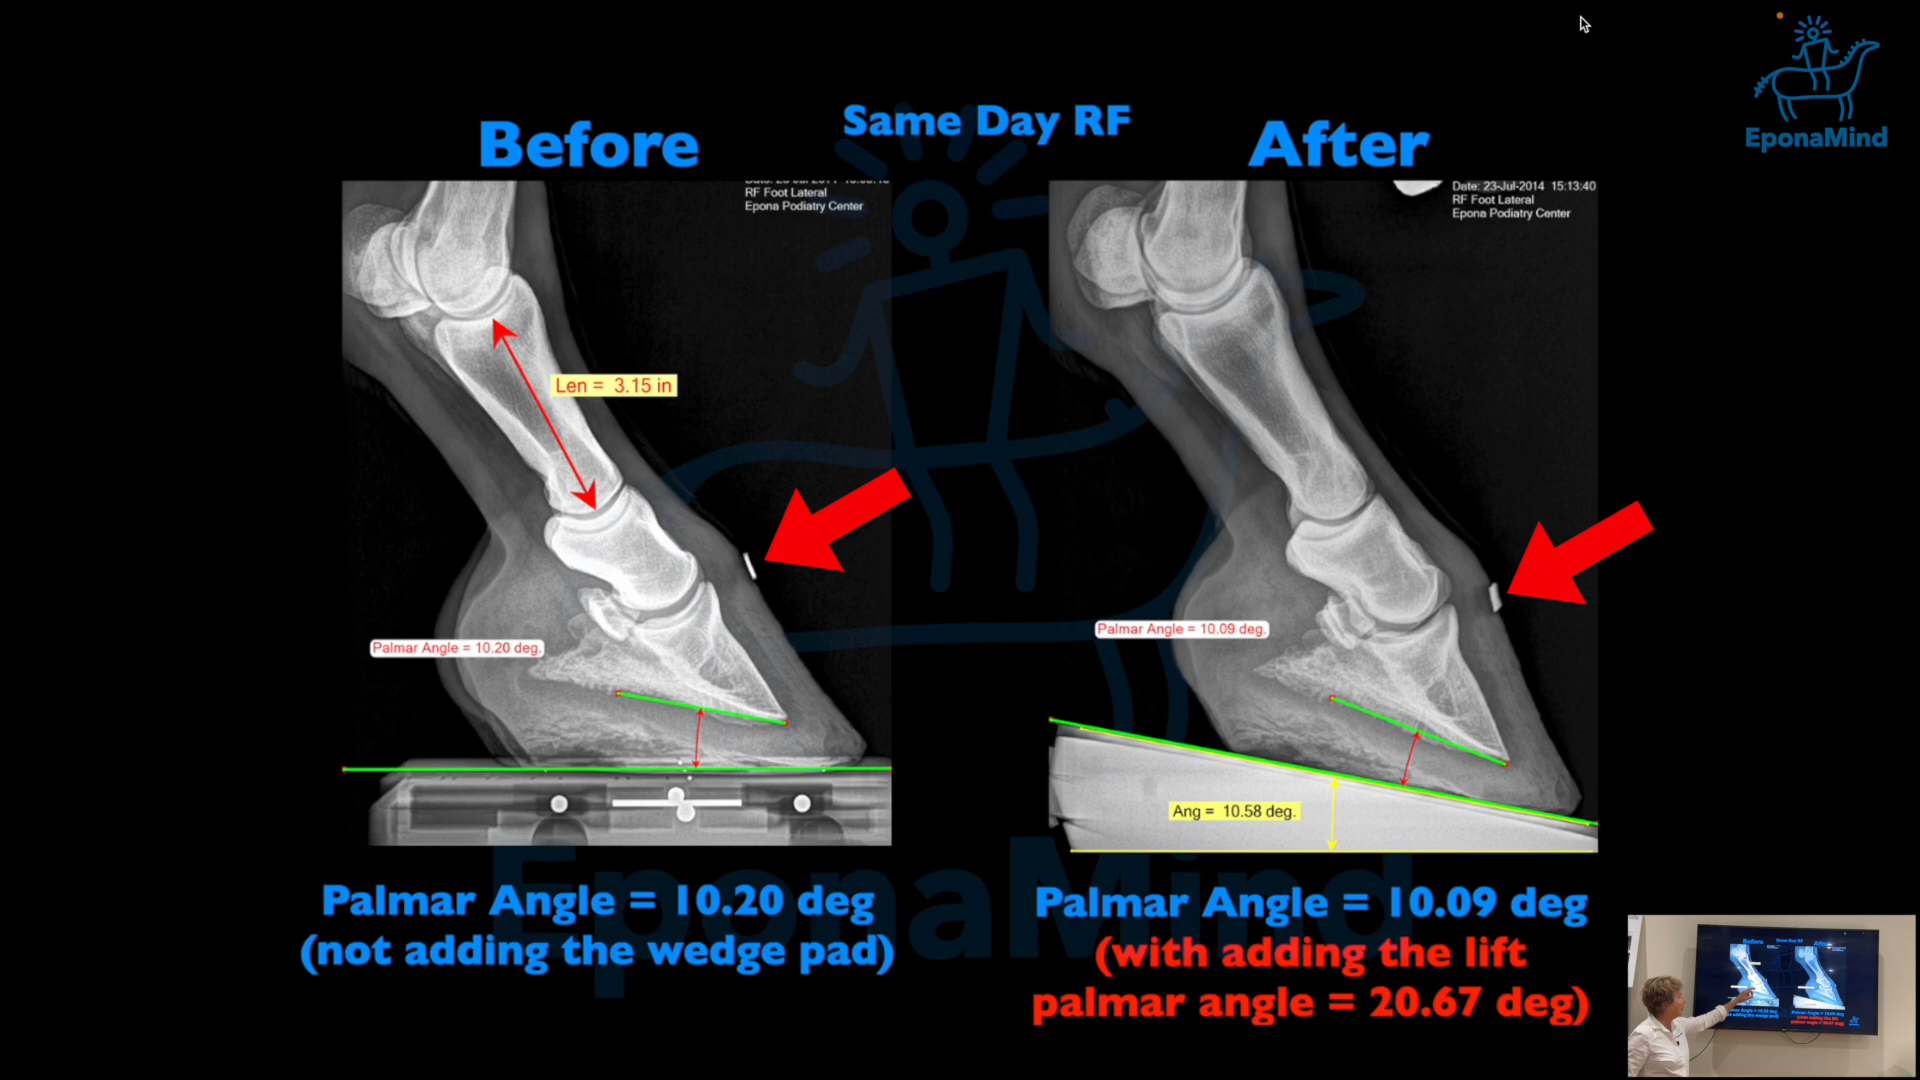 Same Day RF
Before
After
EponaMind
RF Foot Lateral
Epona Podiatry Center
Date: 23-Jul-2014 15:13:40
RF Foot Lateral
Epona Podiatry Center
Len = 3.15 in
Palmar Angle = 10.20 deg.
Palmar Angle = 10.09 deg.
Ang = 10.58 deg.
EponaMind
Palmar Angle = 10.20 deg
(not adding the wedge pad)
Palmar Angle = 10.09 deg
(with adding the lift
palmar angle = 20.67 deg)